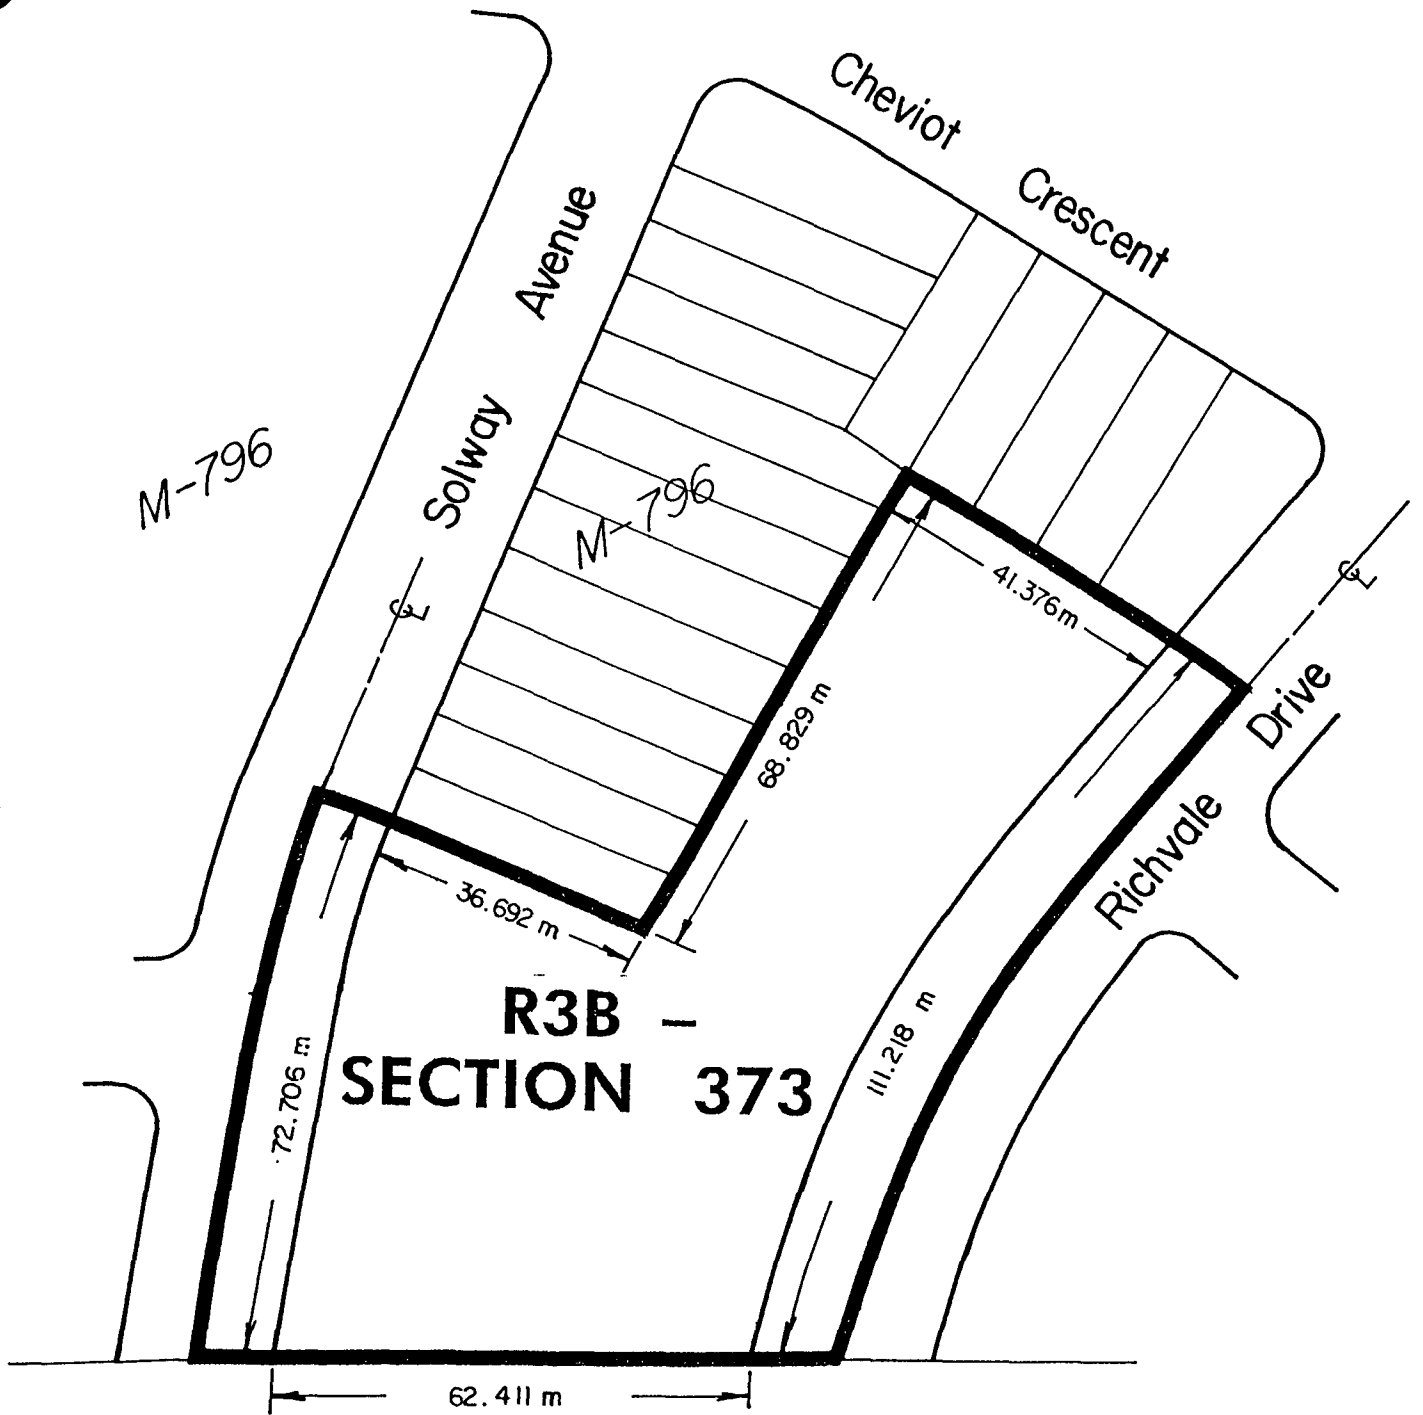 Cheviot Crescent
Solway Avenue
M-796
M-796
℄
℄
41.376 m
68.829 m
Richvale Drive
36.692 m
R3B –
SECTION 373
111.218 m
72.706 m
62.411 m